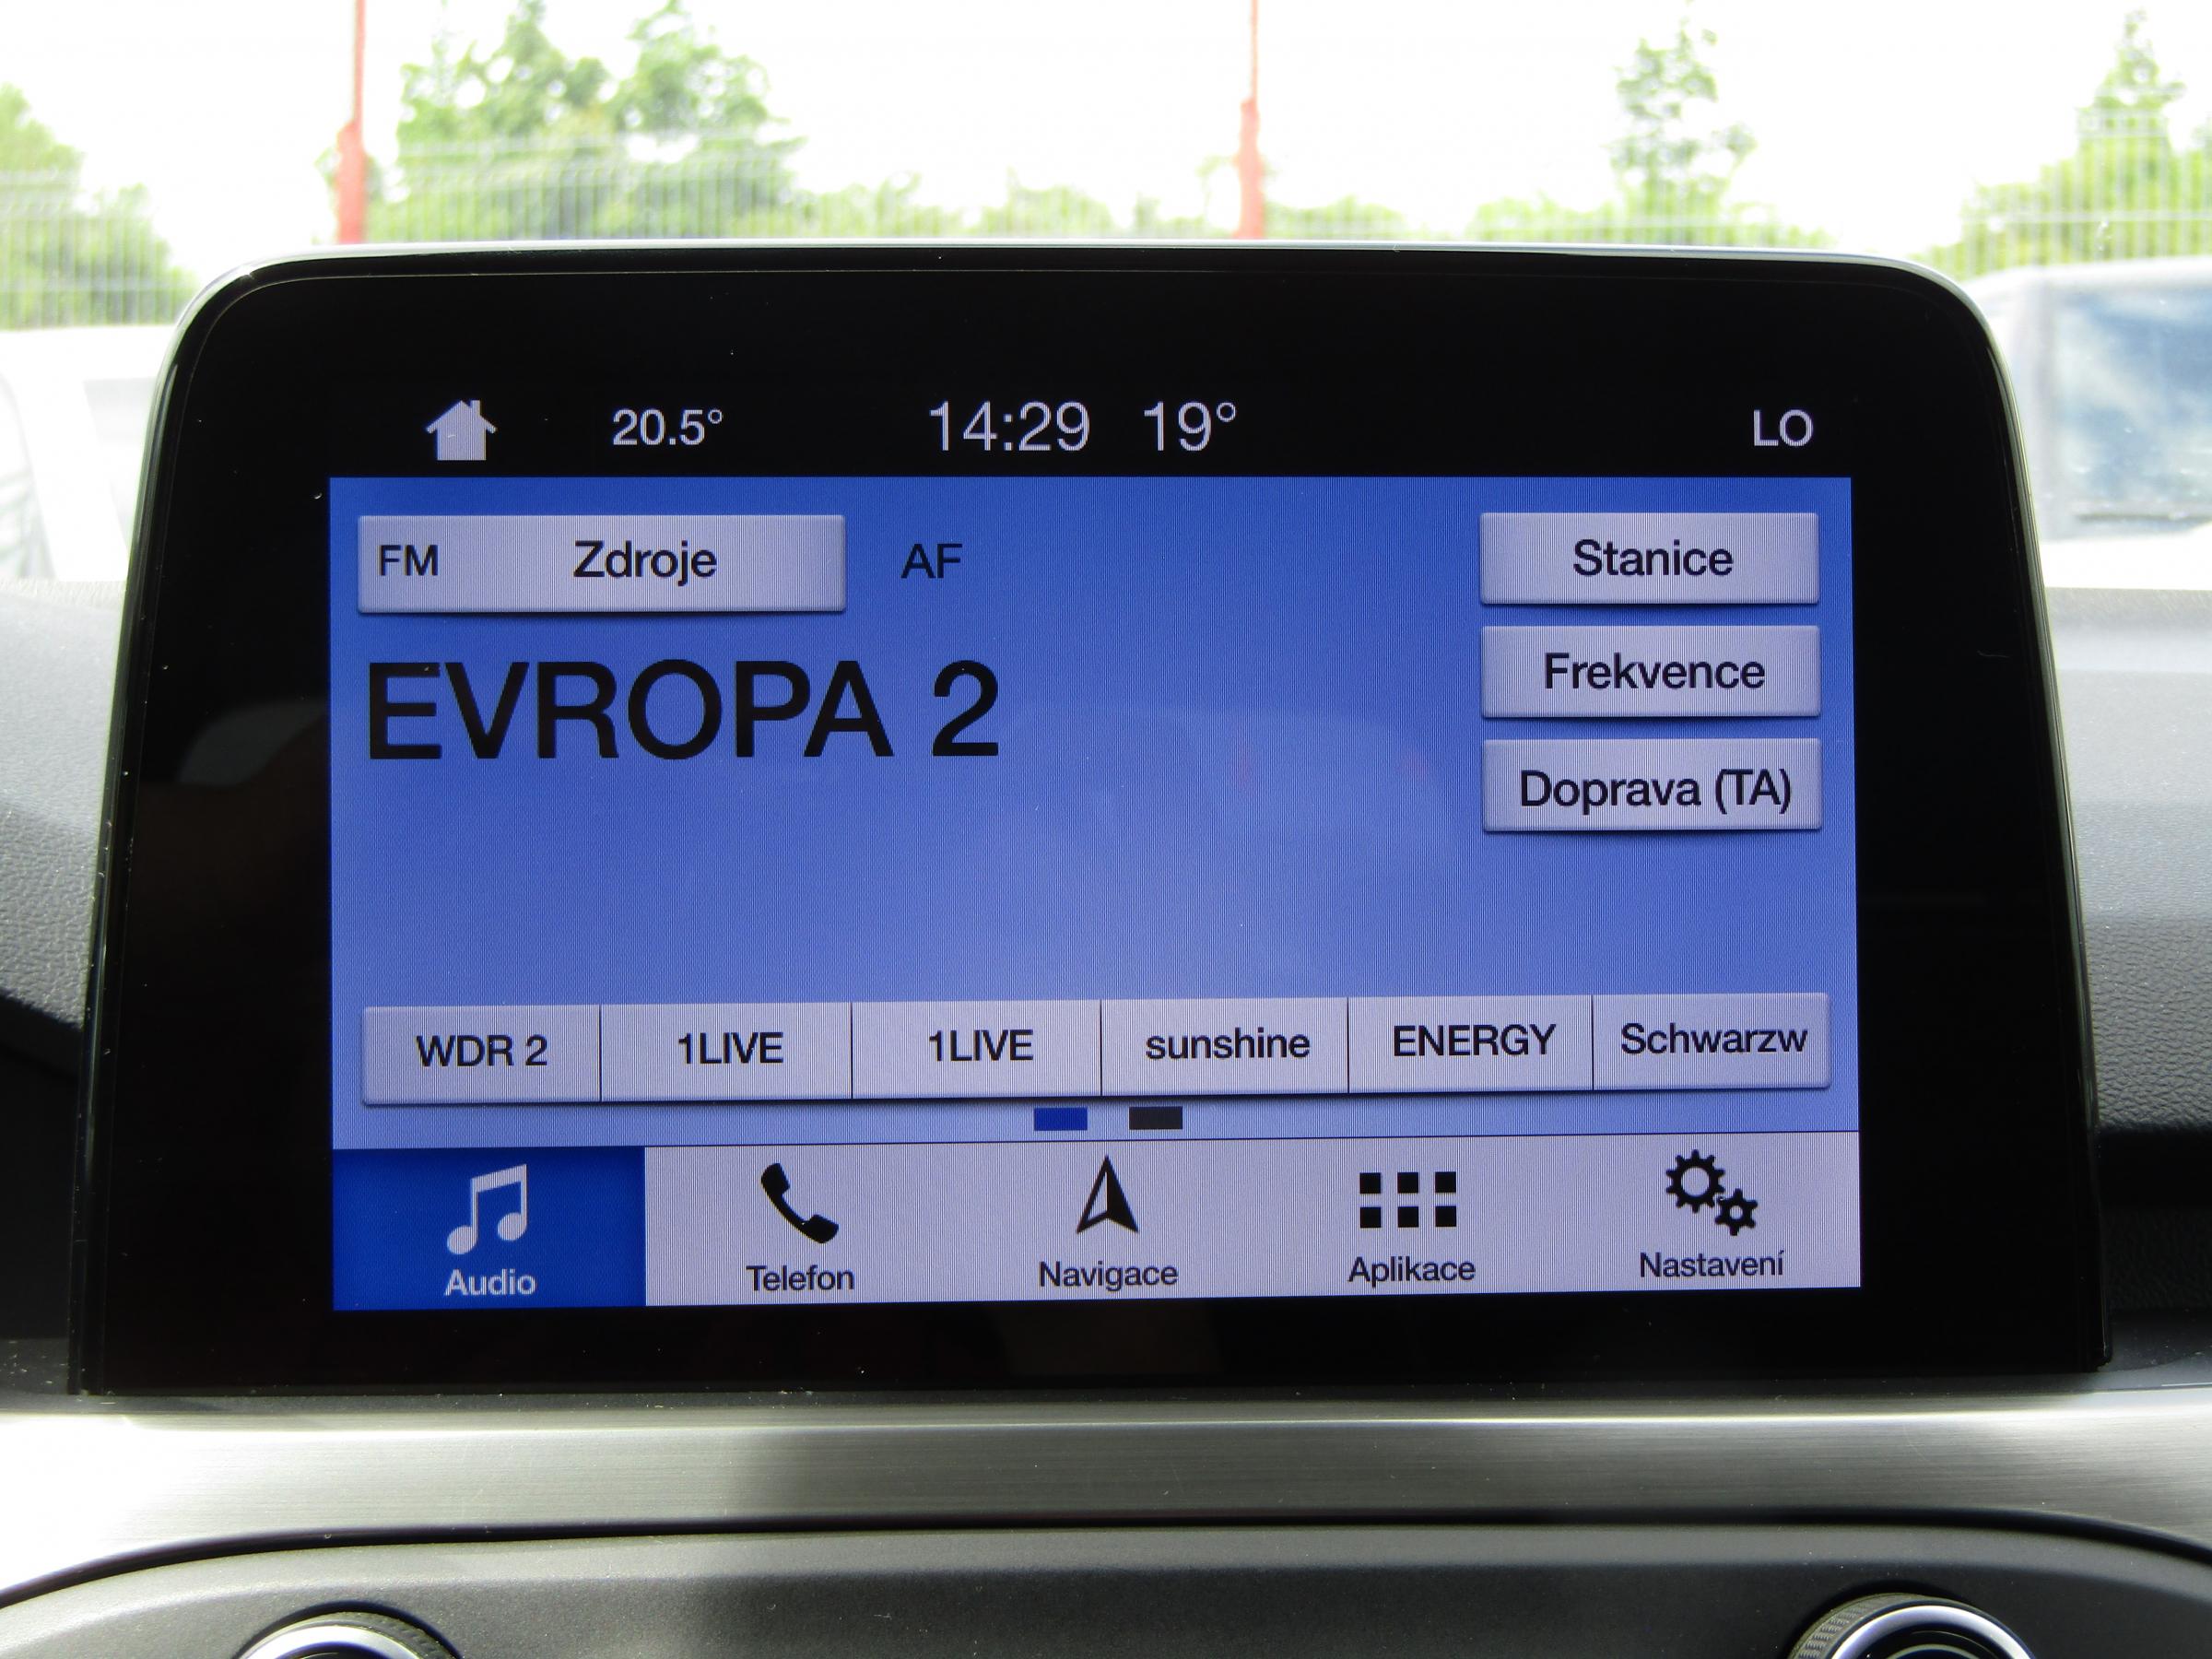 20.5° 14:29 19° LO
FM Zdroje AF Stanice
EVROPA 2 Frekvence
Doprava (TA)
WDR 2 1LIVE 1LIVE sunshine ENERGY Schwarzw
Audio Telefon Navigace Aplikace Nastavení